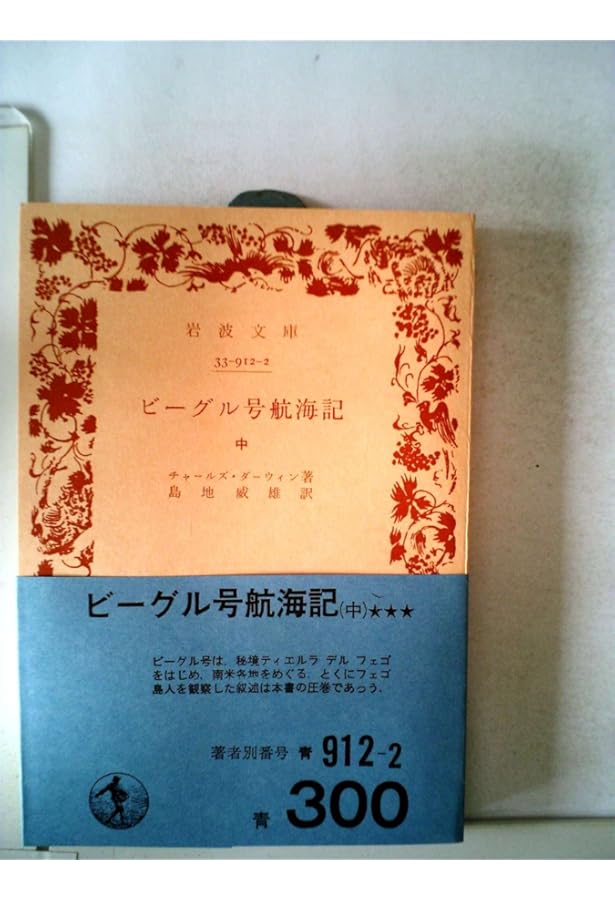 岩波文庫
33-912-2
ビーグル号航海記
中
チャールズ・ダーウィン著
島地威雄訳
ビーグル号航海記(中)★★★
ビーグル号は、秘境ティエルラ デル フェゴ
をはじめ、南米各地をめぐる。とくにフェゴ
島人を観察した叙述は本書の圧巻であろう。
著者別番号 青 912-2
青 300